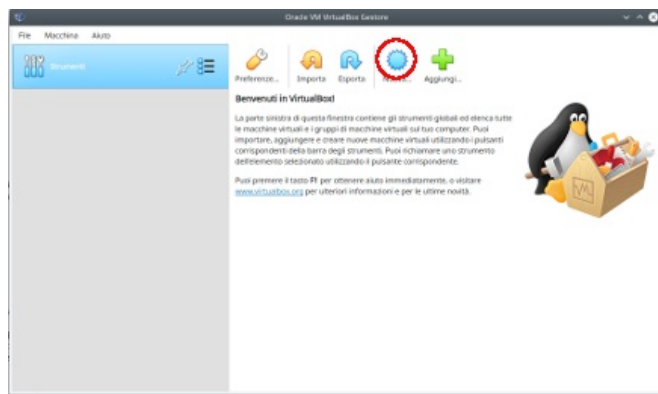 Oracle VM VirtualBox Gestore
File Macchina Aiuto
Strumenti
Preferenze... Importa Esporta Aggiungi...
Benvenuti in VirtualBox!
La parte sinistra di questa finestra contiene gli strumenti globali ed elenca tutte
le macchine virtuali e i gruppi di macchine virtuali sul tuo computer. Puoi
importare, aggiungere e creare nuove macchine virtuali utilizzando i pulsanti
corrispondenti della barra degli strumenti. Puoi richiamare uno strumento
dell'elemento selezionato utilizzando il pulsante corrispondente.
Puoi premere il tasto F1 per ottenere aiuto immediatamente, o visitare
www.virtualbox.org per ulteriori informazioni e per le ultime novità.